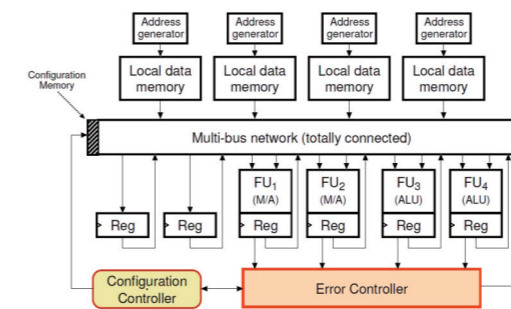 Address
generator
Address
generator
Address
generator
Address
generator
Configuration
Memory
Local data
memory
Local data
memory
Local data
memory
Local data
memory
Multi-bus network (totally connected)
FU1
(M/A)
FU2
(M/A)
FU3
(ALU)
FU4
(ALU)
Reg
Reg
Reg
Reg
Reg
Reg
Configuration
Controller
Error Controller